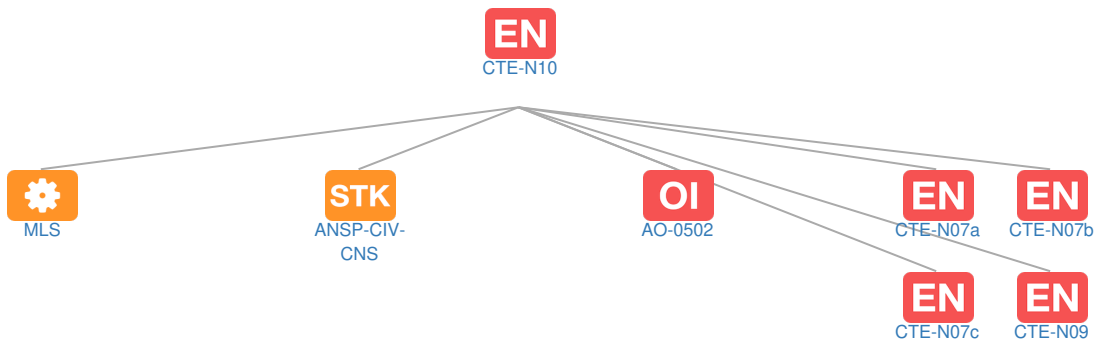 EN
CTE-N10
MLS
STK
ANSP-CIV-
CNS
OI
AO-0502
EN
CTE-N07a
EN
CTE-N07b
EN
CTE-N07c
EN
CTE-N09